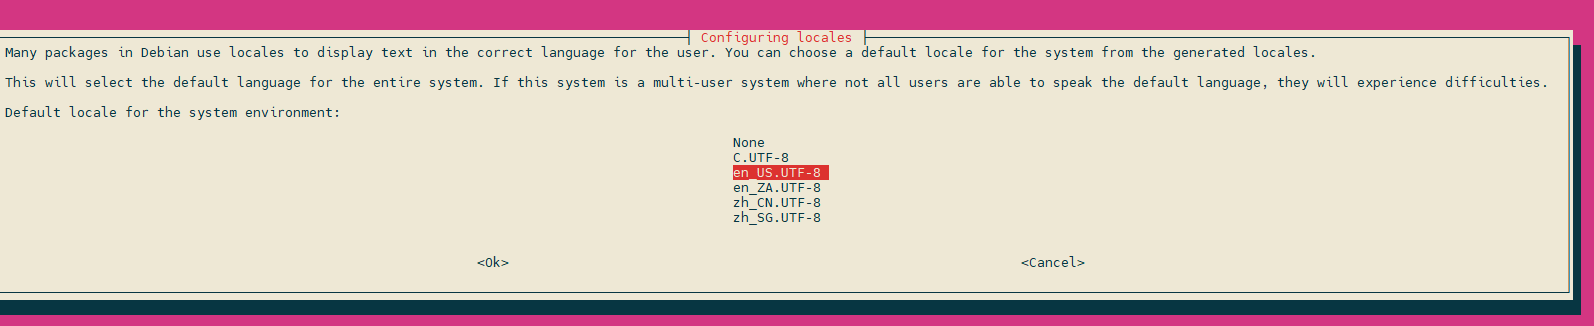 Configuring locales
Many packages in Debian use locales to display text in the correct language for the user. You can choose a default locale for the system from the generated locales.
This will select the default language for the entire system. If this system is a multi-user system where not all users are able to speak the default language, they will experience difficulties.
Default locale for the system environment:
None
C.UTF-8
en_US.UTF-8
en_ZA.UTF-8
zh_CN.UTF-8
zh_SG.UTF-8
<Ok> <Cancel>